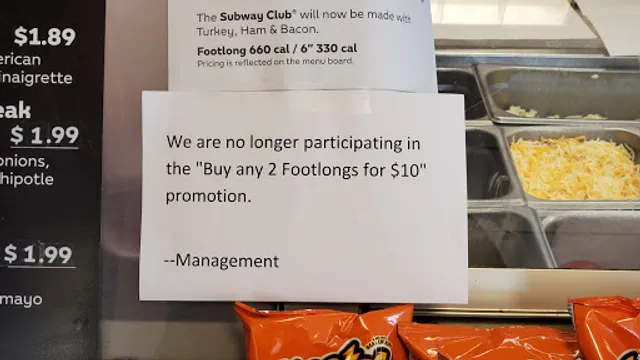 The Subway Club® will now be made with
Turkey, Ham & Bacon.
Footlong 660 cal / 6" 330 cal
Pricing is reflected on the menu board.
We are no longer participating in
the "Buy any 2 Footlongs for $10"
promotion.
--Management
$1.89
erican
inaigrette
eak
$1.99
onions,
hipotle
$1.99
mayo